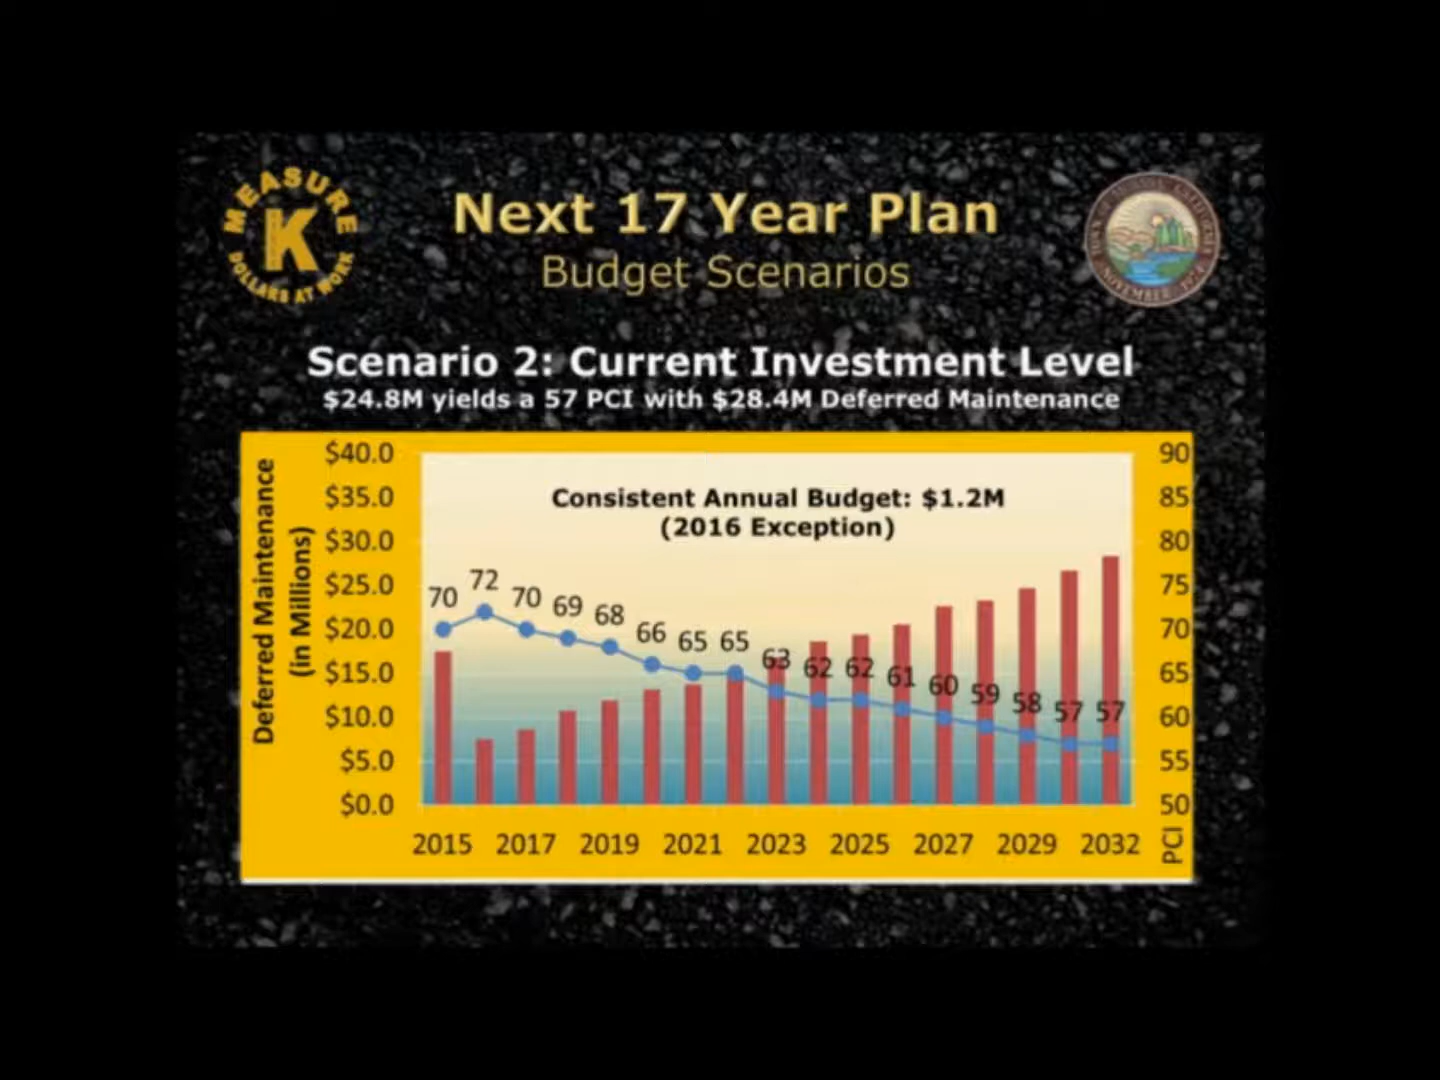 MEASURE
K
DOLLARS AT WORK
Next 17 Year Plan
Budget Scenarios
NOVEMBER
Scenario 2: Current Investment Level
$24.8M yields a 57 PCI with $28.4M Deferred Maintenance
Deferred Maintenance
(in Millions)
$40.0
$35.0
$30.0
$25.0
$20.0
$15.0
$10.0
$5.0
$0.0
Consistent Annual Budget: $1.2M
(2016 Exception)
70 72 70 69 68 66 65 65 63 62 62 61 60 59 58 57 57
90
85
80
75
70
65
60
55
50
PCI
2015 2017 2019 2021 2023 2025 2027 2029 2032